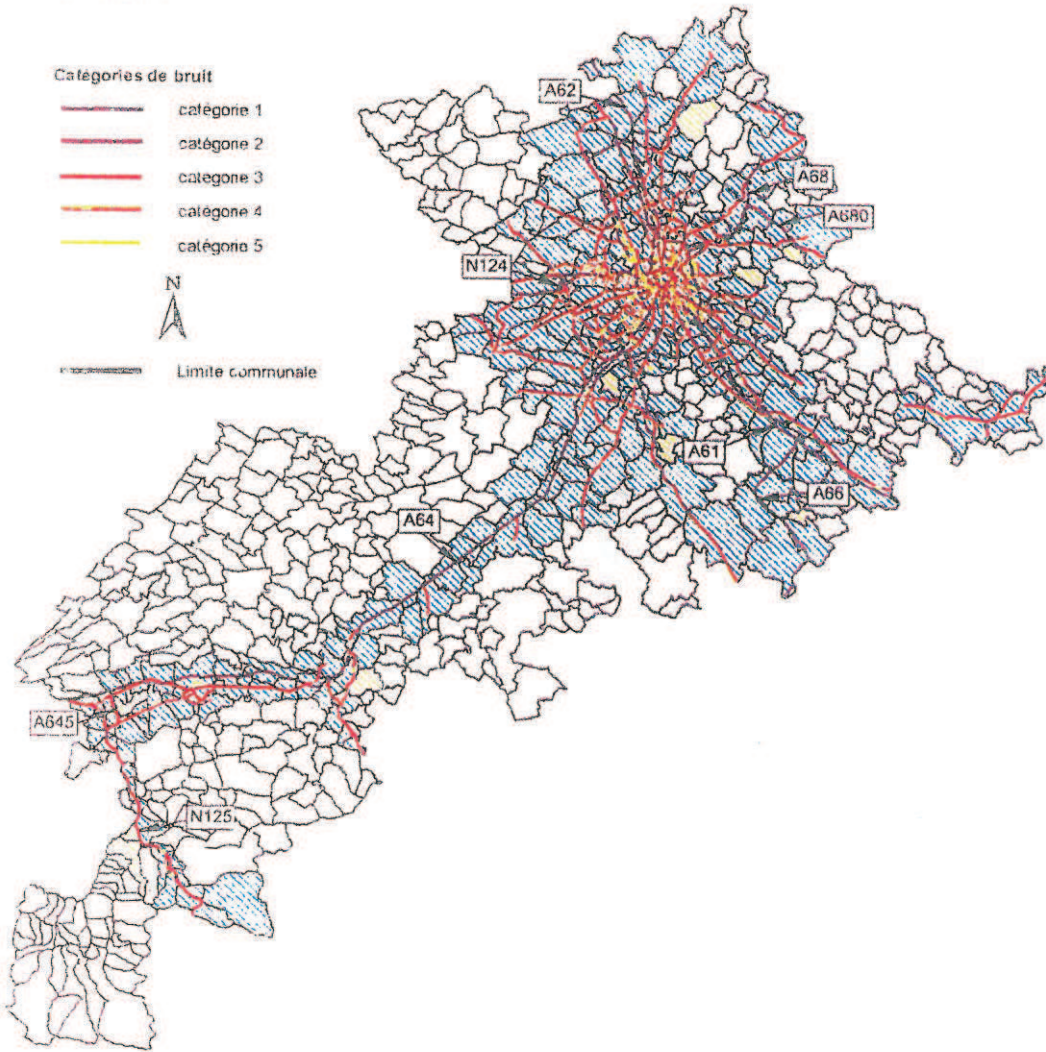 Catégories de bruit
catégorie 1
catégorie 2
catégorie 3
catégorie 4
catégorie 5
N
Limite communale
A62
A68
A680
N124
A61
A66
A64
A645
N125